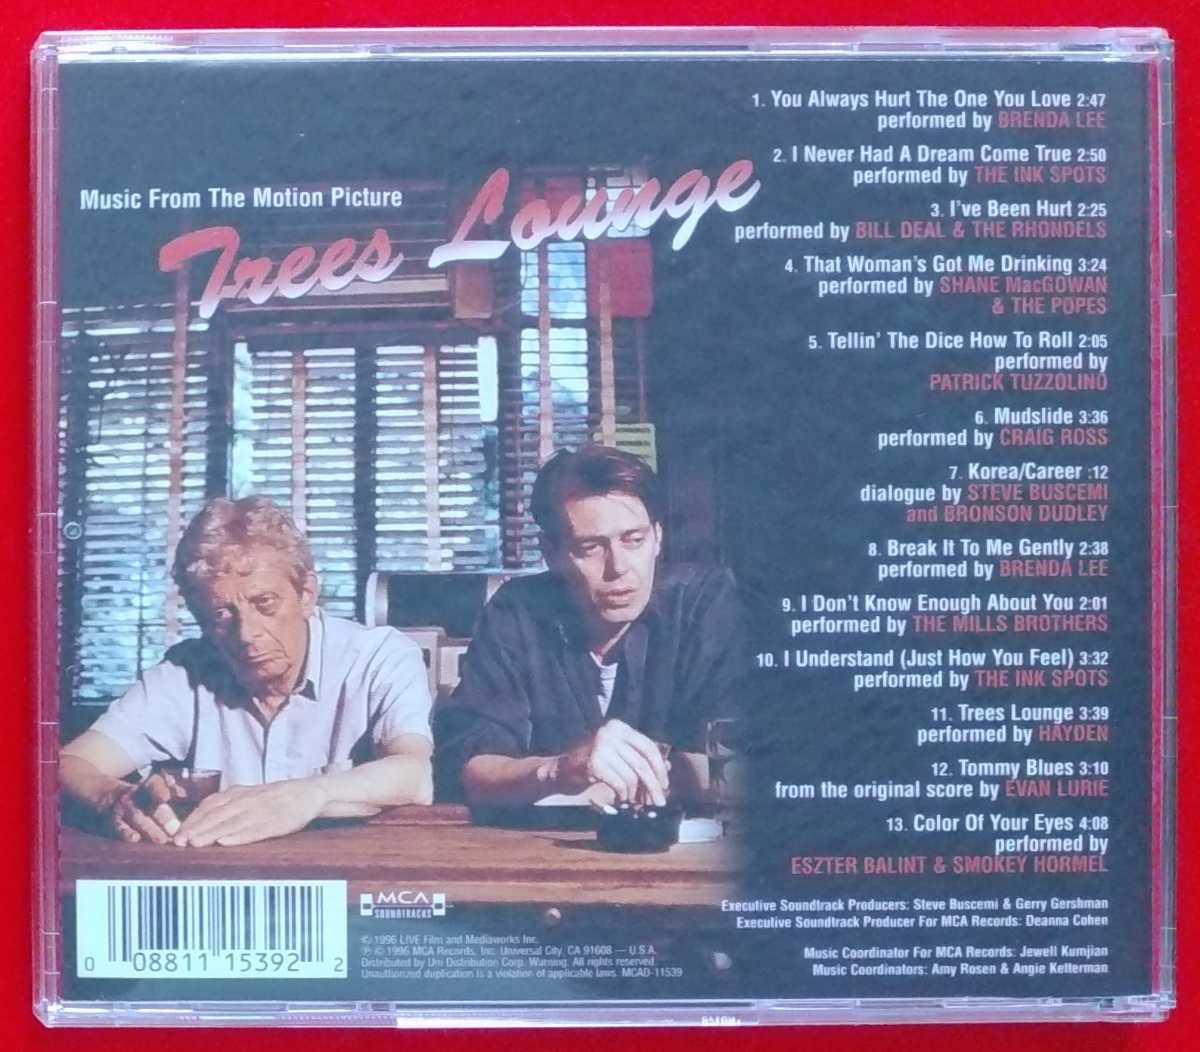 Music From The Motion Picture
Trees Lounge
1. You Always Hurt The One You Love 2:47
performed by BRENDA LEE
2. I Never Had A Dream Come True 2:50
performed by THE INK SPOTS
3. I've Been Hurt 2:25
performed by BILL DEAL & THE RHONDELS
4. That Woman's Got Me Drinking 3:24
performed by SHANE MacGOWAN
& THE POPES
5. Tellin' The Dice How To Roll 2:05
performed by
PATRICK TUZZOLINO
6. Mudslide 3:36
performed by CRAIG ROSS
7. Korea/Career :12
dialogue by STEVE BUSCEMI
and BRONSON DUDLEY
8. Break It To Me Gently 2:38
performed by BRENDA LEE
9. I Don't Know Enough About You 2:01
performed by THE MILLS BROTHERS
10. I Understand (Just How You Feel) 3:32
performed by THE INK SPOTS
11. Trees Lounge 3:39
performed by HAYDEN
12. Tommy Blues 3:10
from the original score by EVAN LURIE
13. Color Of Your Eyes 4:08
performed by
ESZTER BALINT & SMOKEY HORMEL
Executive Soundtrack Producers: Steve Buscemi & Gerry Gershman
Executive Soundtrack Producer For MCA Records: Deanna Cohen
Music Coordinator For MCA Records: Jewell Kumjian
Music Coordinators: Amy Rosen & Angie Ketterman
MCA
SOUNDTRACKS
© 1996 LIVE Film and Mediaworks Inc.
℗ © 1996 MCA Records, Inc. Universal City, CA 91608 — U.S.A.
Distributed by Uni Distribution Corp. Warning: All rights reserved.
Unauthorized duplication is a violation of applicable laws. MCAD-11539
0 08811 15392 2